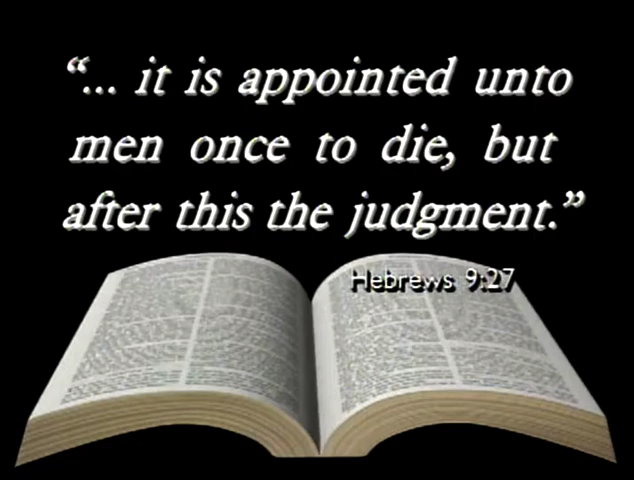 “... it is appointed unto
men once to die, but
after this the judgment.”
Hebrews 9:27